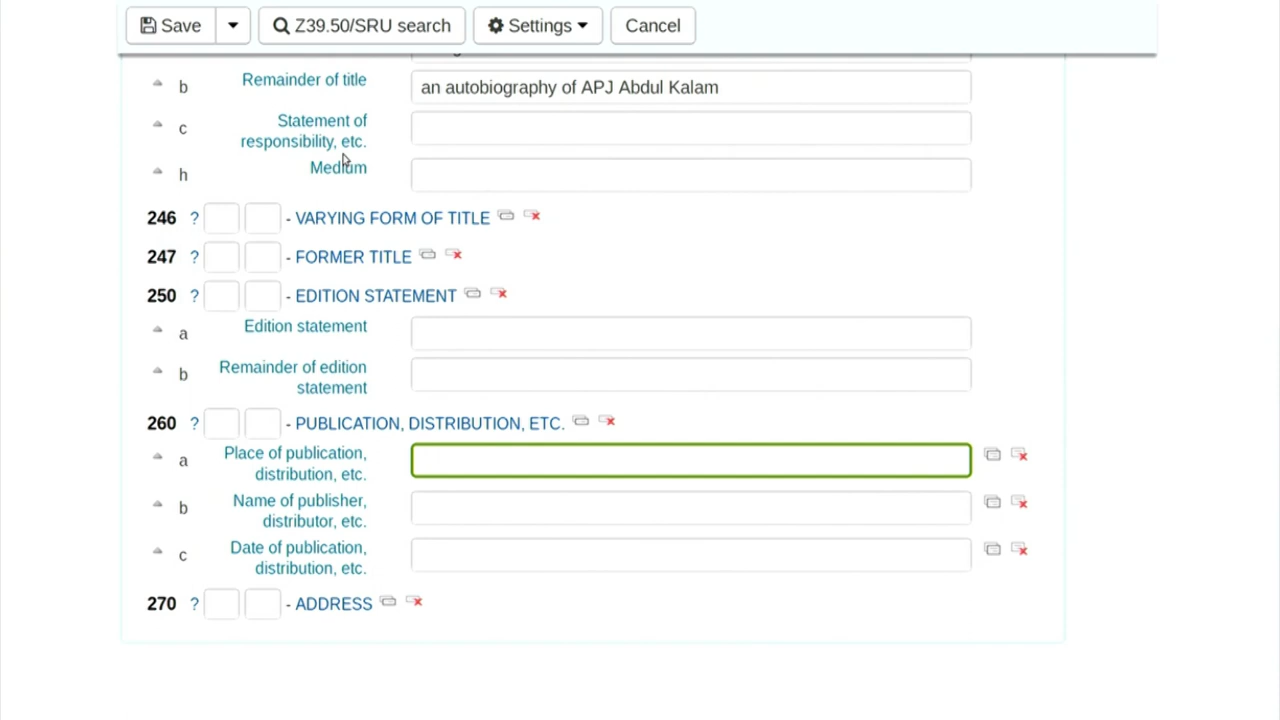 Save Z39.50/SRU search Settings Cancel
b Remainder of title an autobiography of APJ Abdul Kalam
c Statement of
responsibility, etc.
h Medium
246 ? - VARYING FORM OF TITLE
247 ? - FORMER TITLE
250 ? - EDITION STATEMENT
a Edition statement
b Remainder of edition
statement
260 ? - PUBLICATION, DISTRIBUTION, ETC.
a Place of publication,
distribution, etc.
b Name of publisher,
distributor, etc.
c Date of publication,
distribution, etc.
270 ? - ADDRESS